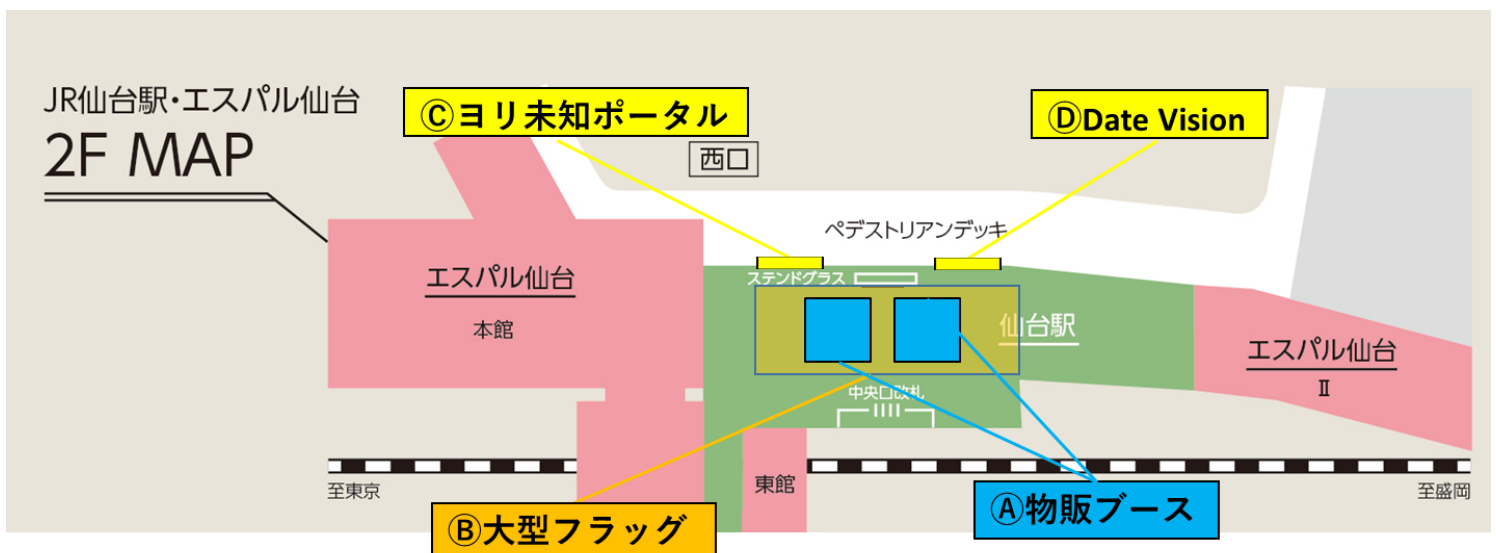 JR仙台駅・エスパル仙台
2F MAP
Ⓒヨリ未知ポータル
ⒹDate Vision
西口
ペデストリアンデッキ
エスパル仙台
本館
ステンドグラス
仙台駅
エスパル仙台
Ⅱ
中央口改札
至東京
東館
至盛岡
Ⓑ大型フラッグ
Ⓐ物販ブース